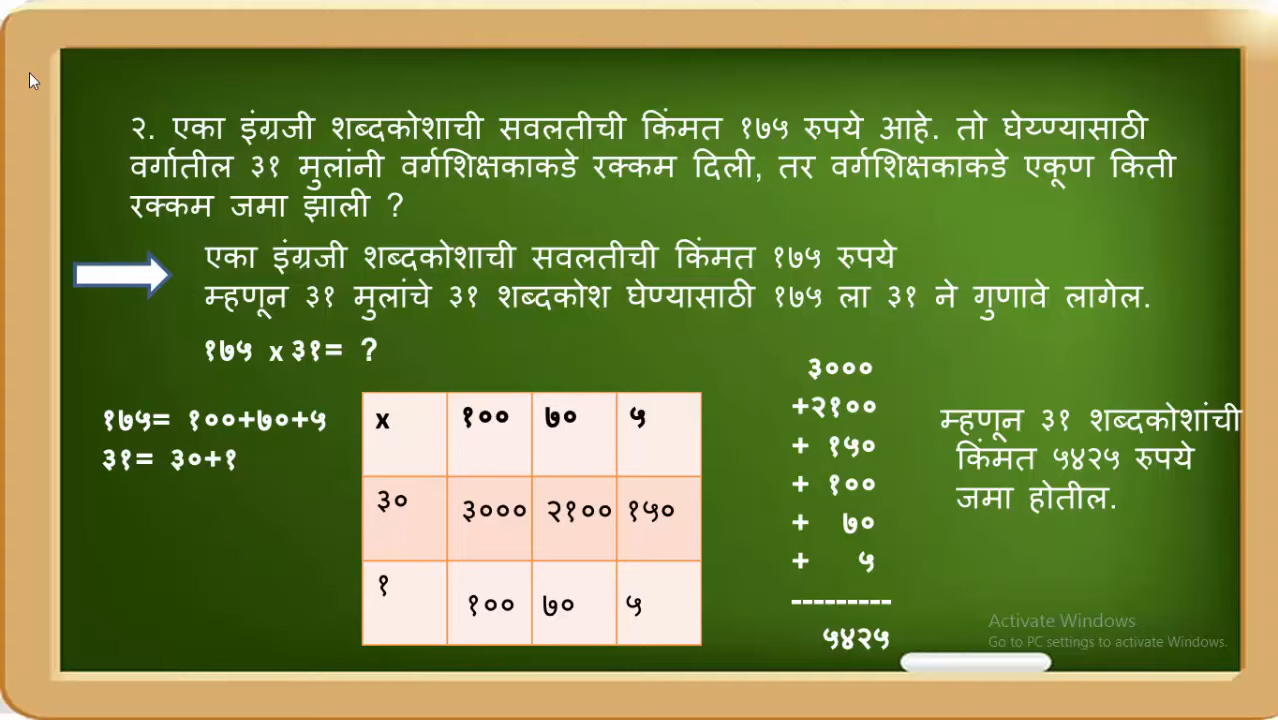 २. एका इंग्रजी शब्दकोशाची सवलतीची किंमत १७५ रुपये आहे. तो घेय्ण्यासाठी
वर्गातील ३१ मुलांनी वर्गशिक्षकाकडे रक्कम दिली, तर वर्गशिक्षकाकडे एकूण किती
रक्कम जमा झाली ?
एका इंग्रजी शब्दकोशाची सवलतीची किंमत १७५ रुपये
म्हणून ३१ मुलांचे ३१ शब्दकोश घेण्यासाठी १७५ ला ३१ ने गुणावे लागेल.
१७५ x ३१= ?
१७५= १००+७०+५
३१= ३०+१
x १०० ७० ५
३० ३००० २१०० १५०
१ १०० ७० ५
३०००
+२१००
+ १५०
+ १००
+ ७०
+ ५
---------
५४२५
म्हणून ३१ शब्दकोशांची
किंमत ५४२५ रुपये
जमा होतील.
Activate Windows
Go to PC settings to activate Windows.